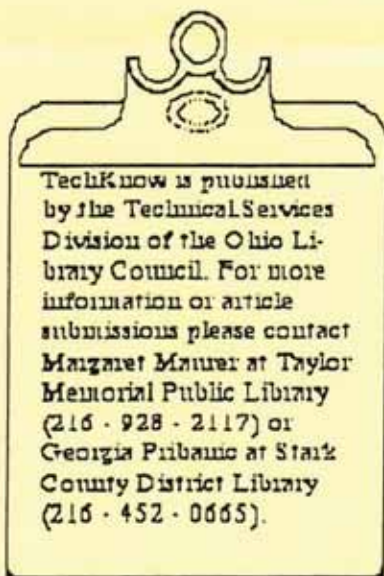 TechKnow is published
by the Technical Services
Division of the Ohio Li-
brary Council. For more
information or article
submissions please contact
Margaret Maurer at Taylor
Memorial Public Library
(216 - 928 - 2117) or
Georgia Pribanic at Stark
County District Library
(216 - 452 - 0665).